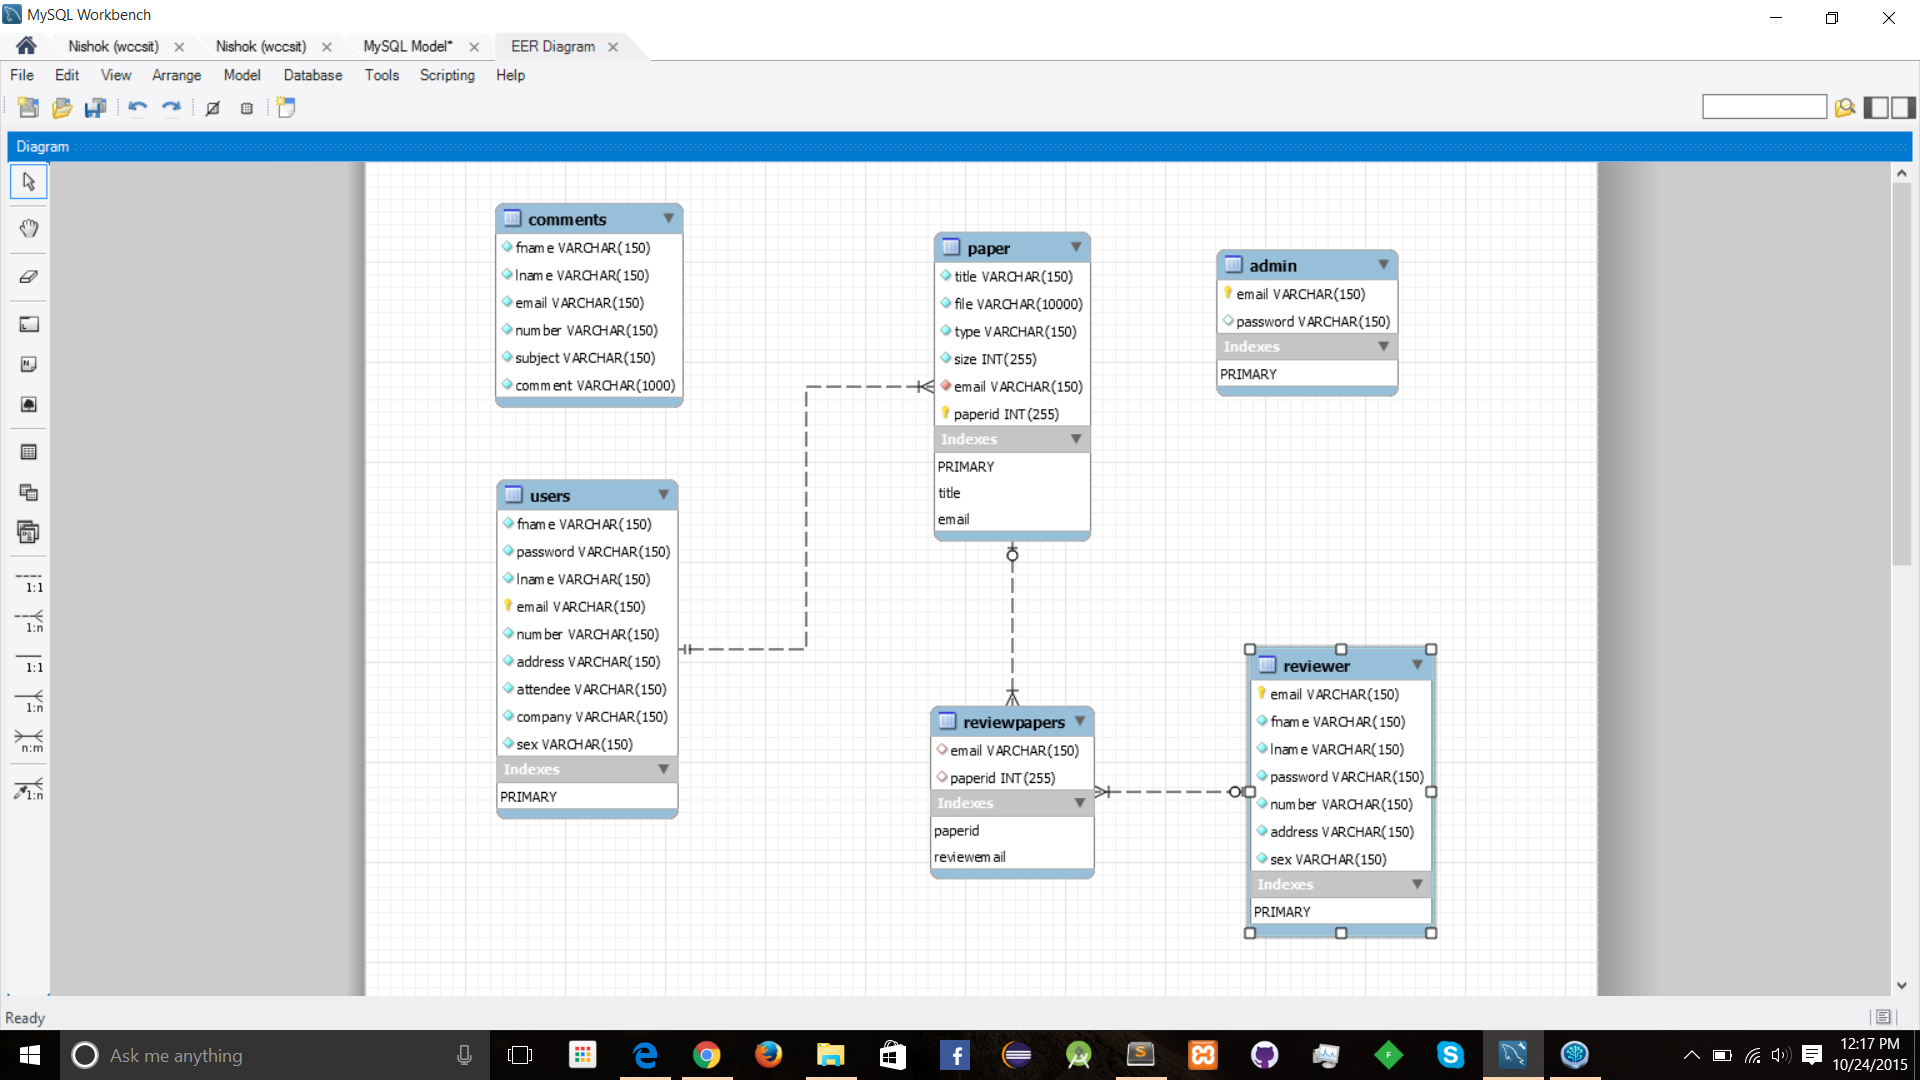 MySQL Workbench
Nishok (wccsit)
Nishok (wccsit)
MySQL Model*
EER Diagram
File Edit View Arrange Model Database Tools Scripting Help
Diagram
comments
fname VARCHAR(150)
lname VARCHAR(150)
email VARCHAR(150)
number VARCHAR(150)
subject VARCHAR(150)
comment VARCHAR(1000)
paper
title VARCHAR(150)
file VARCHAR(10000)
type VARCHAR(150)
size INT(255)
email VARCHAR(150)
paperid INT(255)
Indexes
PRIMARY
title
email
admin
email VARCHAR(150)
password VARCHAR(150)
Indexes
PRIMARY
users
fname VARCHAR(150)
password VARCHAR(150)
lname VARCHAR(150)
email VARCHAR(150)
number VARCHAR(150)
address VARCHAR(150)
attendee VARCHAR(150)
company VARCHAR(150)
sex VARCHAR(150)
Indexes
PRIMARY
reviewpapers
email VARCHAR(150)
paperid INT(255)
Indexes
paperid
reviewemail
reviewer
email VARCHAR(150)
fname VARCHAR(150)
lname VARCHAR(150)
password VARCHAR(150)
number VARCHAR(150)
address VARCHAR(150)
sex VARCHAR(150)
Indexes
PRIMARY
1:1
1:n
1:1
1:n
n:m
1:n
Ready
Ask me anything
12:17 PM
10/24/2015